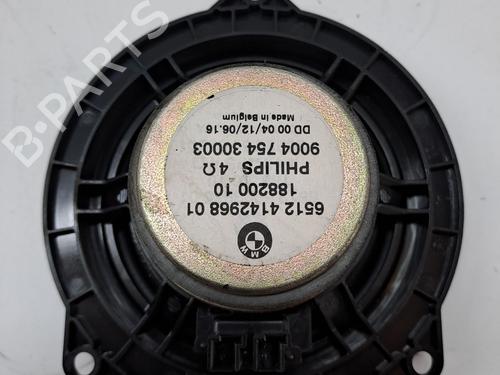 BMW
6512 4142968 01
188200 10
PHILIPS 4Ω
9004 754 30003
Made in Belgium
DD 00 04/12/06.16
B-PARTS